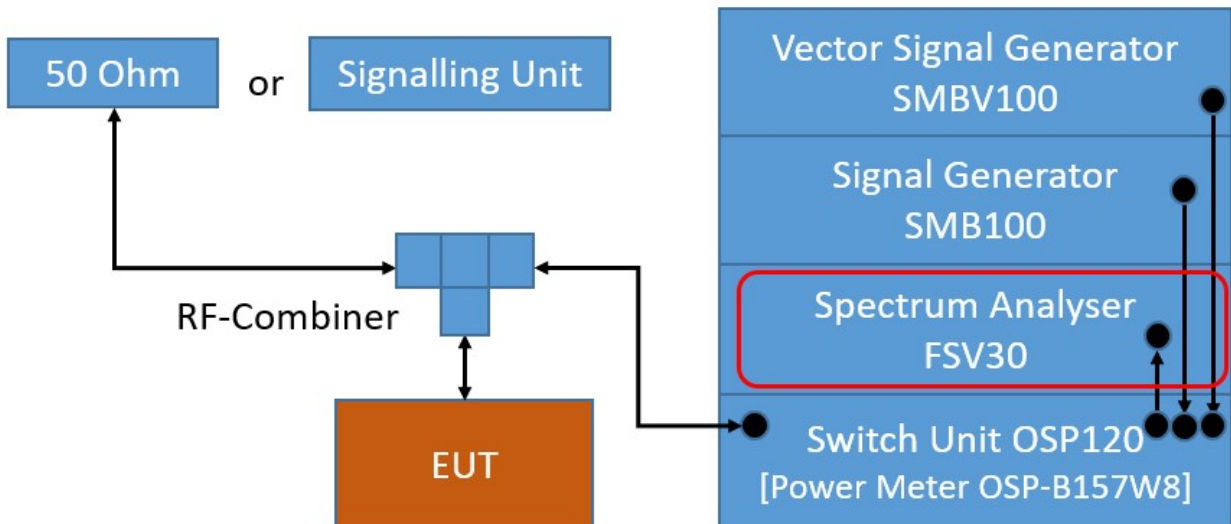 50 Ohm
or
Signalling Unit
RF-Combiner
EUT
Vector Signal Generator
SMBV100
Signal Generator
SMB100
Spectrum Analyser
FSV30
Switch Unit OSP120
[Power Meter OSP-B157W8]